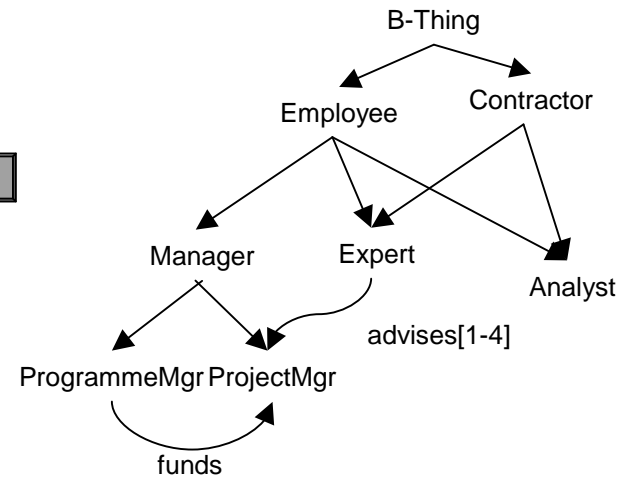 B-Thing
Employee
Contractor
Manager
Expert
Analyst
advises[1-4]
ProgrammeMgr ProjectMgr
funds